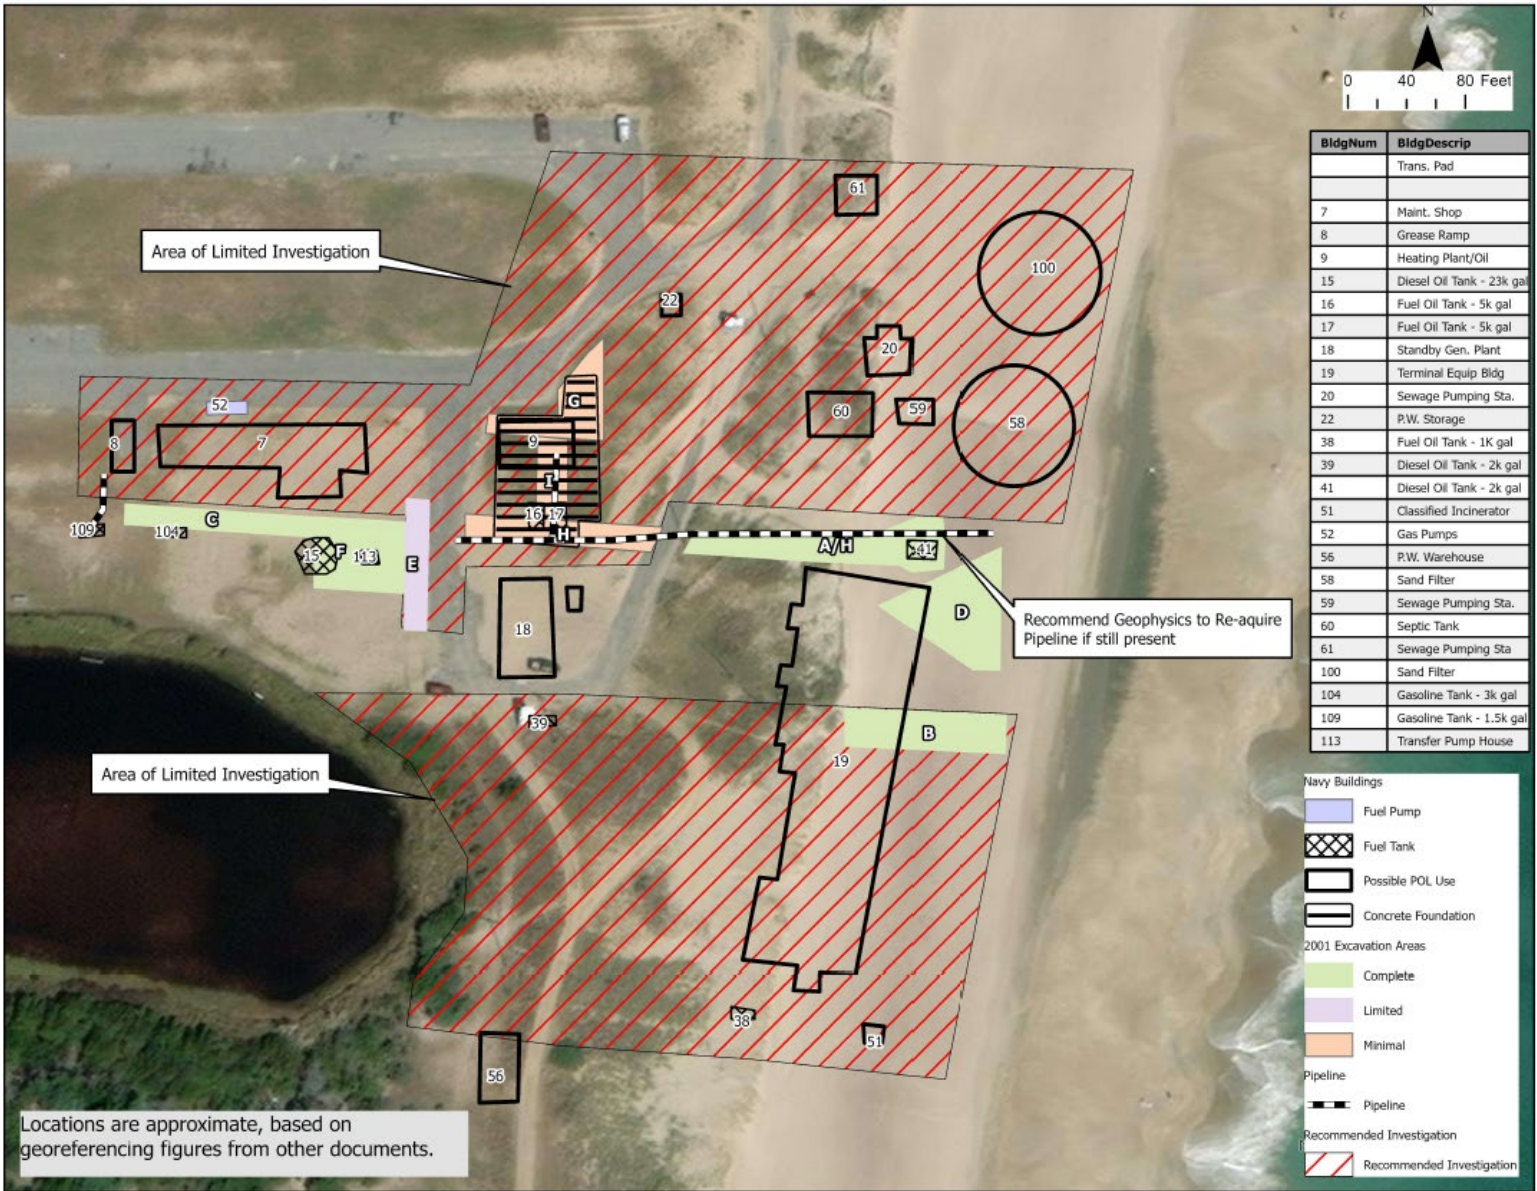 N
0 40 80 Feet
BldgNum BldgDescrip
Trans. Pad
7 Maint. Shop
8 Grease Ramp
9 Heating Plant/Oil
15 Diesel Oil Tank - 23k gal
16 Fuel Oil Tank - 5k gal
17 Fuel Oil Tank - 5k gal
18 Standby Gen. Plant
19 Terminal Equip Bldg
20 Sewage Pumping Sta.
22 P.W. Storage
38 Fuel Oil Tank - 1K gal
39 Diesel Oil Tank - 2k gal
41 Diesel Oil Tank - 2k gal
51 Classified Incinerator
52 Gas Pumps
56 P.W. Warehouse
58 Sand Filter
59 Sewage Pumping Sta.
60 Septic Tank
61 Sewage Pumping Sta
100 Sand Filter
104 Gasoline Tank - 3k gal
109 Gasoline Tank - 1.5k gal
113 Transfer Pump House
Navy Buildings
Fuel Pump
Fuel Tank
Possible POL Use
Concrete Foundation
2001 Excavation Areas
Complete
Limited
Minimal
Pipeline
Pipeline
Recommended Investigation
Recommended Investigation
61
Area of Limited Investigation
100
22
20
G
52
60
59
58
8
7
9
I
16
17
C
109
104
H
A/H
41
15
F
113
E
D
Recommend Geophysics to Re-aquire
Pipeline if still present
18
39
B
19
Area of Limited Investigation
38
51
56
Locations are approximate, based on
georeferencing figures from other documents.